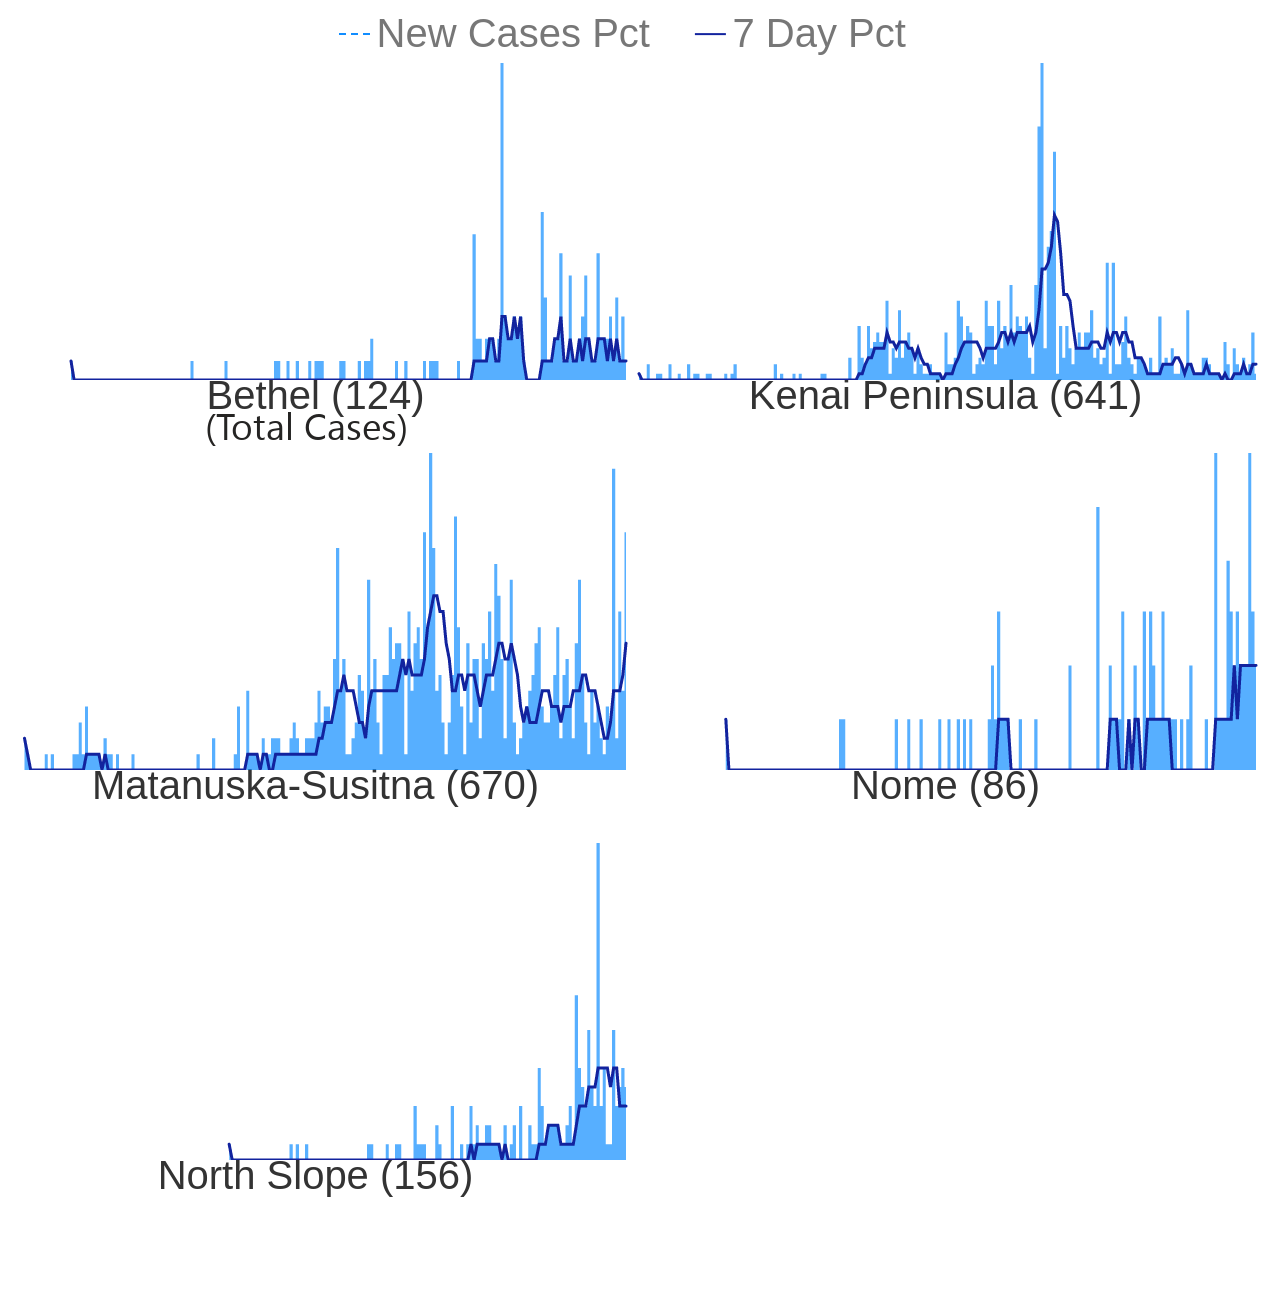 New Cases Pct 7 Day Pct
Bethel (124)
(Total Cases)
Kenai Peninsula (641)
Matanuska-Susitna (670)
Nome (86)
North Slope (156)